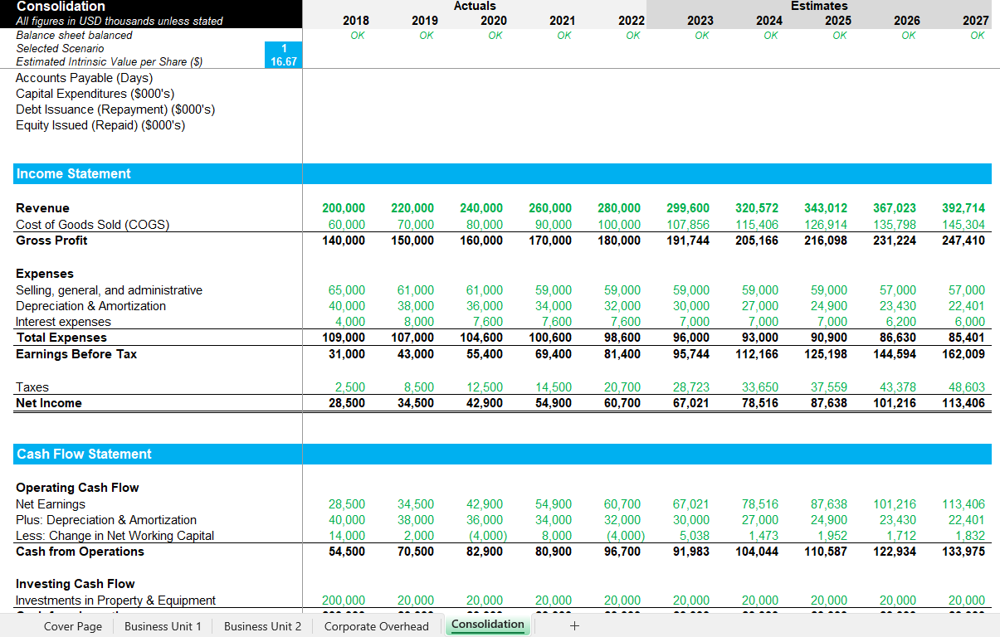 Consolidation Actuals Estimates
All figures in USD thousands unless stated 2018 2019 2020 2021 2022 2023 2024 2025 2026 2027
Balance sheet balanced OK OK OK OK OK OK OK OK OK OK
Selected Scenario 1
Estimated Intrinsic Value per Share ($) 16.67
Accounts Payable (Days)
Capital Expenditures ($000's)
Debt Issuance (Repayment) ($000's)
Equity Issued (Repaid) ($000's)
Income Statement
Revenue 200,000 220,000 240,000 260,000 280,000 299,600 320,572 343,012 367,023 392,714
Cost of Goods Sold (COGS) 60,000 70,000 80,000 90,000 100,000 107,856 115,406 126,914 135,798 145,304
Gross Profit 140,000 150,000 160,000 170,000 180,000 191,744 205,166 216,098 231,224 247,410
Expenses
Selling, general, and administrative 65,000 61,000 61,000 59,000 59,000 59,000 59,000 59,000 57,000 57,000
Depreciation & Amortization 40,000 38,000 36,000 34,000 32,000 30,000 27,000 24,900 23,430 22,401
Interest expenses 4,000 8,000 7,600 7,600 7,600 7,000 7,000 7,000 6,200 6,000
Total Expenses 109,000 107,000 104,600 100,600 98,600 96,000 93,000 90,900 86,630 85,401
Earnings Before Tax 31,000 43,000 55,400 69,400 81,400 95,744 112,166 125,198 144,594 162,009
Taxes 2,500 8,500 12,500 14,500 20,700 28,723 33,650 37,559 43,378 48,603
Net Income 28,500 34,500 42,900 54,900 60,700 67,021 78,516 87,638 101,216 113,406
Cash Flow Statement
Operating Cash Flow
Net Earnings 28,500 34,500 42,900 54,900 60,700 67,021 78,516 87,638 101,216 113,406
Plus: Depreciation & Amortization 40,000 38,000 36,000 34,000 32,000 30,000 27,000 24,900 23,430 22,401
Less: Change in Net Working Capital 14,000 2,000 (4,000) 8,000 (4,000) 5,038 1,473 1,952 1,712 1,832
Cash from Operations 54,500 70,500 82,900 80,900 96,700 91,983 104,044 110,587 122,934 133,975
Investing Cash Flow
Investments in Property & Equipment 200,000 20,000 20,000 20,000 20,000 20,000 20,000 20,000 20,000 20,000
Cover Page Business Unit 1 Business Unit 2 Corporate Overhead Consolidation +